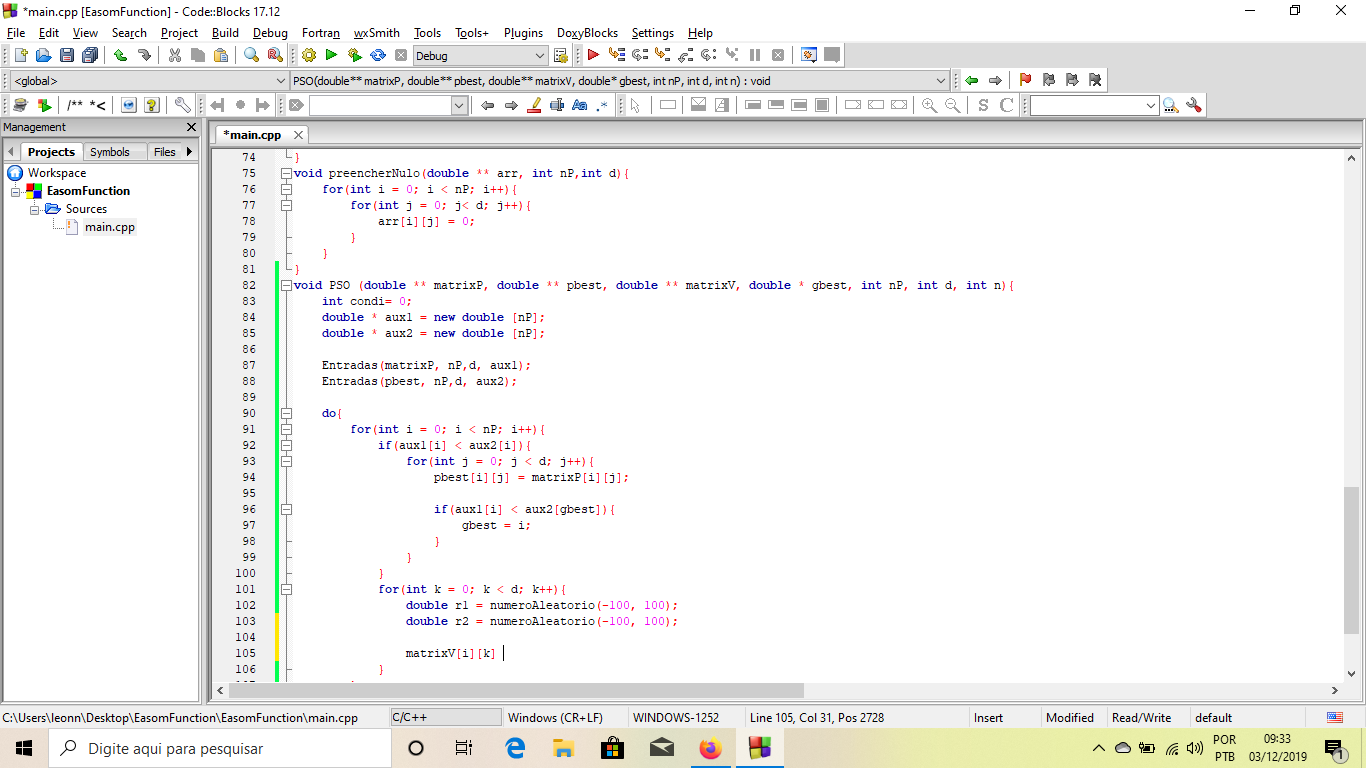 *main.cpp [EasomFunction] - Code::Blocks 17.12
File Edit View Search Project Build Debug Fortran wxSmith Tools Tools+ Plugins DoxyBlocks Settings Help
Debug
<global> PSO(double** matrixP, double** pbest, double** matrixV, double* gbest, int nP, int d, int n) : void
/** *< Aa .* S C
Management
*main.cpp
Projects Symbols Files
Workspace
EasomFunction
Sources
main.cpp
74 }
75 void preencherNulo(double ** arr, int nP,int d){
76 for(int i = 0; i < nP; i++){
77 for(int j = 0; j< d; j++){
78 arr[i][j] = 0;
79 }
80 }
81 }
82 void PSO (double ** matrixP, double ** pbest, double ** matrixV, double * gbest, int nP, int d, int n){
83 int condi= 0;
84 double * aux1 = new double [nP];
85 double * aux2 = new double [nP];
86
87 Entradas(matrixP, nP,d, aux1);
88 Entradas(pbest, nP,d, aux2);
89
90 do{
91 for(int i = 0; i < nP; i++){
92 if(aux1[i] < aux2[i]){
93 for(int j = 0; j < d; j++){
94 pbest[i][j] = matrixP[i][j];
95
96 if(aux1[i] < aux2[gbest]){
97 gbest = i;
98 }
99 }
100 }
101 for(int k = 0; k < d; k++){
102 double r1 = numeroAleatorio(-100, 100);
103 double r2 = numeroAleatorio(-100, 100);
104
105 matrixV[i][k]
106 }
C:\Users\leonn\Desktop\EasomFunction\EasomFunction\main.cpp C/C++ Windows (CR+LF) WINDOWS-1252 Line 105, Col 31, Pos 2728 Insert Modified Read/Write default
Digite aqui para pesquisar
POR
PTB
09:33
03/12/2019
1